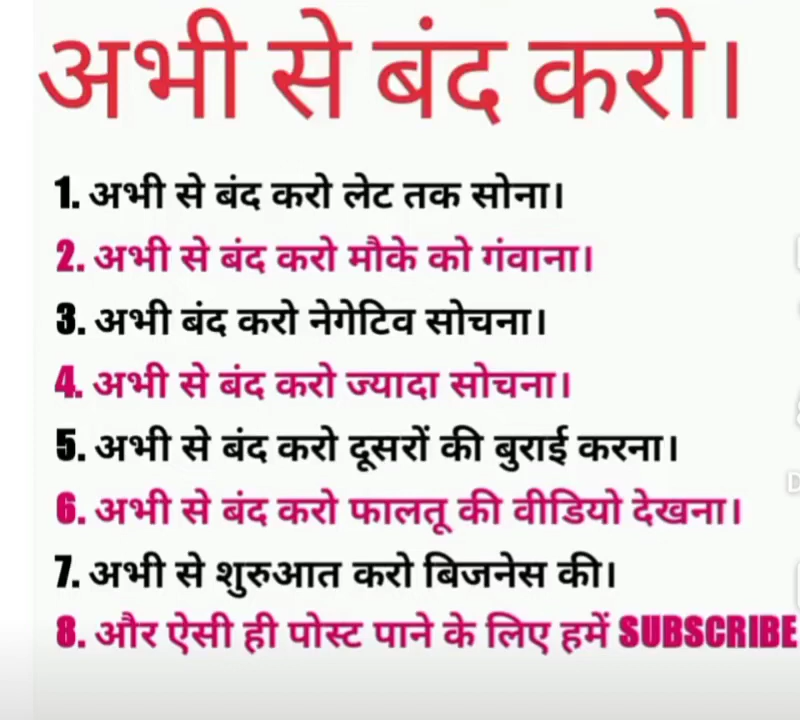 अभी से बंद करो।
1. अभी से बंद करो लेट तक सोना।
2. अभी से बंद करो मौके को गंवाना।
3. अभी बंद करो नेगेटिव सोचना।
4. अभी से बंद करो ज्यादा सोचना।
5. अभी से बंद करो दूसरों की बुराई करना।
6. अभी से बंद करो फालतू की वीडियो देखना।
7. अभी से शुरुआत करो बिजनेस की।
8. और ऐसी ही पोस्ट पाने के लिए हमें SUBSCRIBE